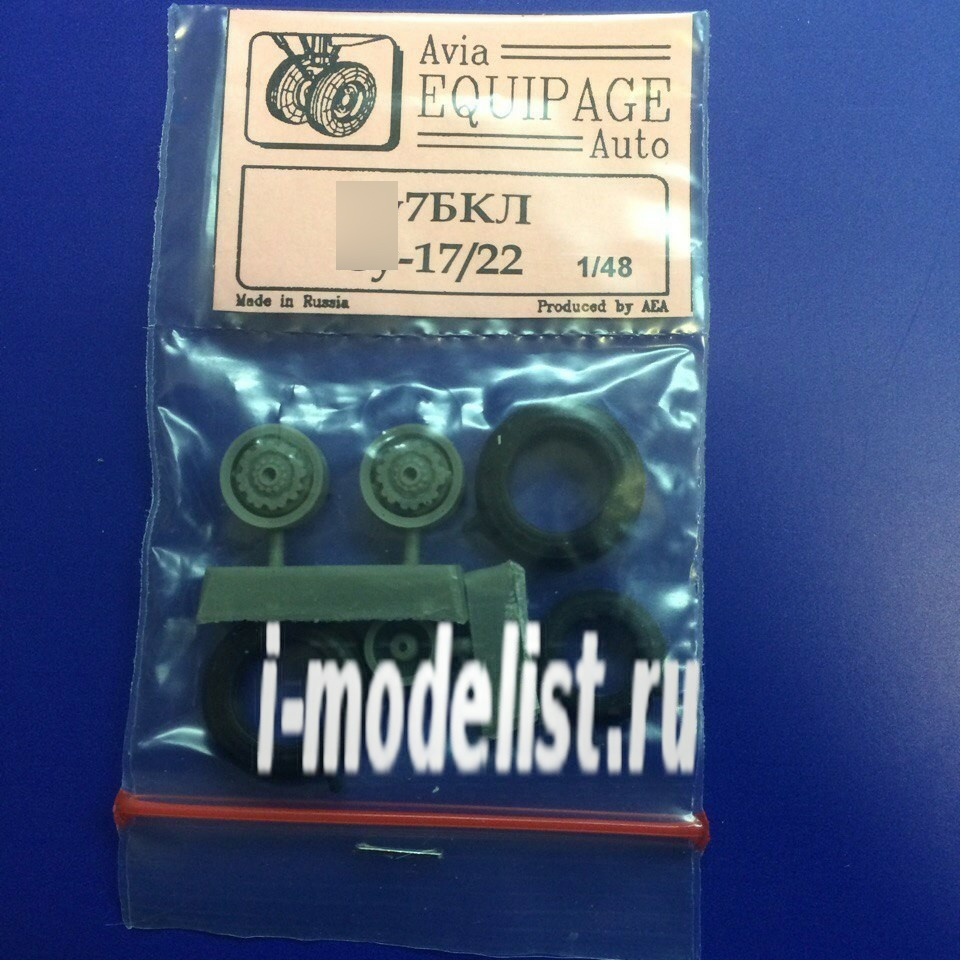 Avia
EQUIPAGE
Auto
7БКЛ
-17/22 1/48
Made in Russia Produced by AEA
i-modelist.ru